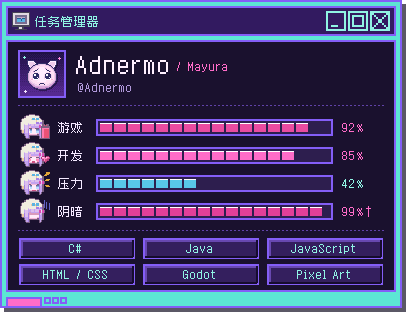 任务管理器
Adnermo / Mayura
@Adnermo
游戏 92%
开发 85%
压力 42%
阴暗 99%†
C# Java JavaScript
HTML / CSS Godot Pixel Art